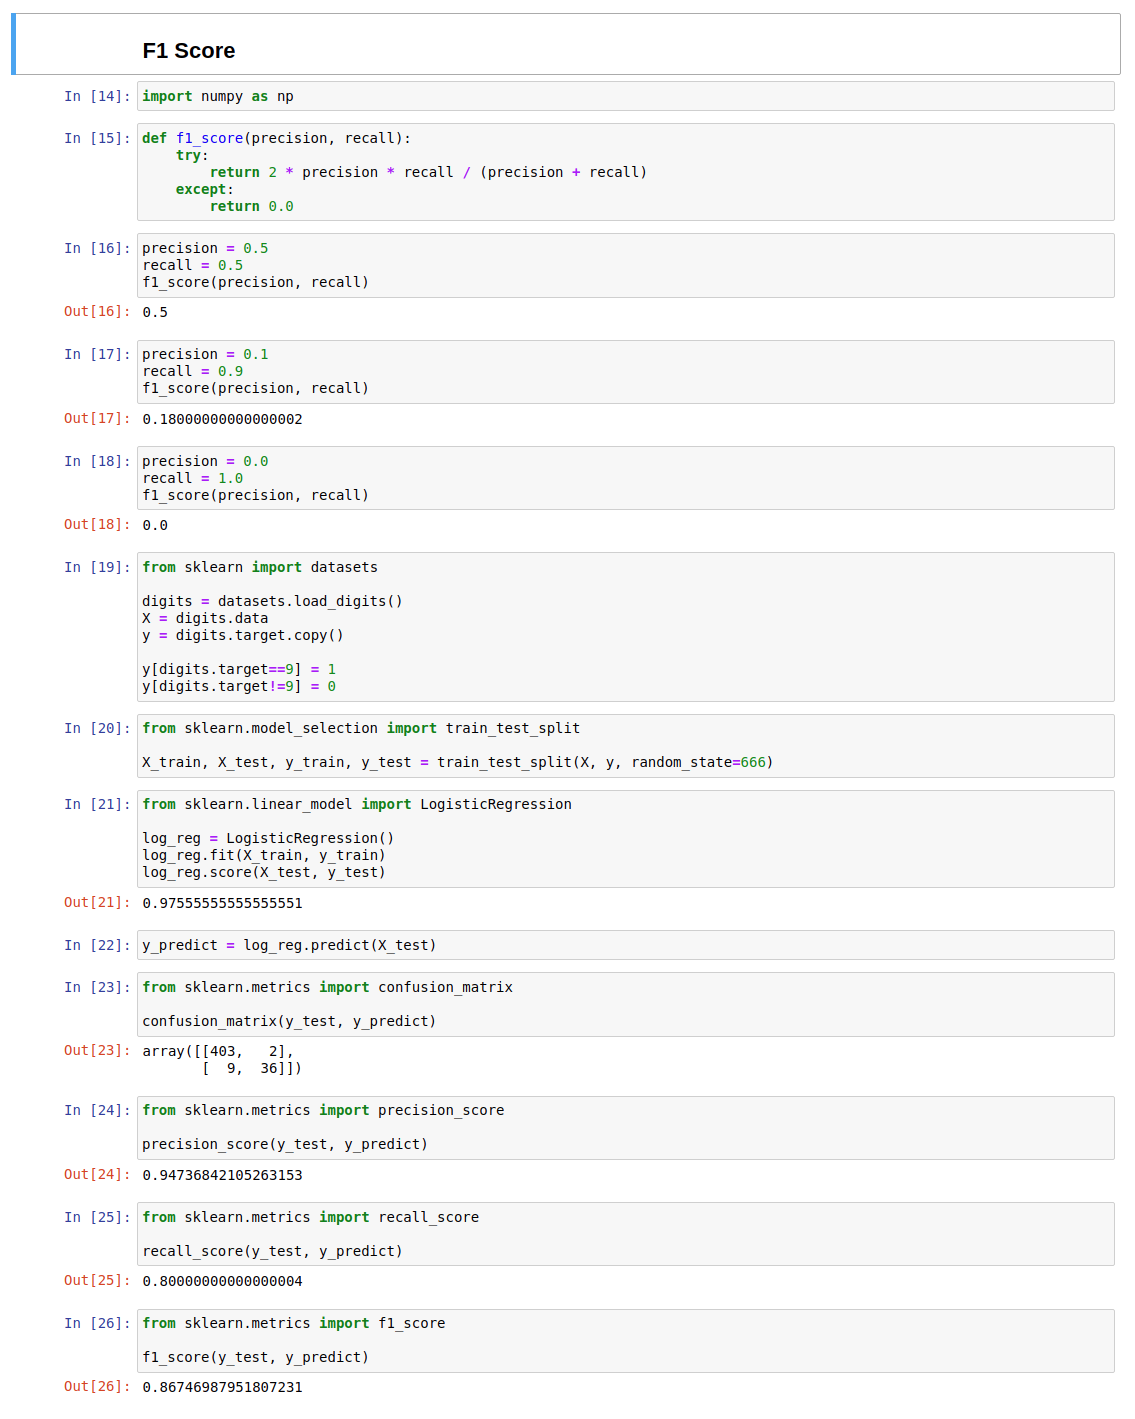 F1 Score
In [14]: import numpy as np
In [15]: def f1_score(precision, recall):
    try:
        return 2 * precision * recall / (precision + recall)
    except:
        return 0.0
In [16]: precision = 0.5
recall = 0.5
f1_score(precision, recall)
Out[16]: 0.5
In [17]: precision = 0.1
recall = 0.9
f1_score(precision, recall)
Out[17]: 0.18000000000000002
In [18]: precision = 0.0
recall = 1.0
f1_score(precision, recall)
Out[18]: 0.0
In [19]: from sklearn import datasets
digits = datasets.load_digits()
X = digits.data
y = digits.target.copy()
y[digits.target==9] = 1
y[digits.target!=9] = 0
In [20]: from sklearn.model_selection import train_test_split
X_train, X_test, y_train, y_test = train_test_split(X, y, random_state=666)
In [21]: from sklearn.linear_model import LogisticRegression
log_reg = LogisticRegression()
log_reg.fit(X_train, y_train)
log_reg.score(X_test, y_test)
Out[21]: 0.97555555555555551
In [22]: y_predict = log_reg.predict(X_test)
In [23]: from sklearn.metrics import confusion_matrix
confusion_matrix(y_test, y_predict)
Out[23]: array([[403,   2],
       [  9,  36]])
In [24]: from sklearn.metrics import precision_score
precision_score(y_test, y_predict)
Out[24]: 0.94736842105263153
In [25]: from sklearn.metrics import recall_score
recall_score(y_test, y_predict)
Out[25]: 0.80000000000000004
In [26]: from sklearn.metrics import f1_score
f1_score(y_test, y_predict)
Out[26]: 0.86746987951807231